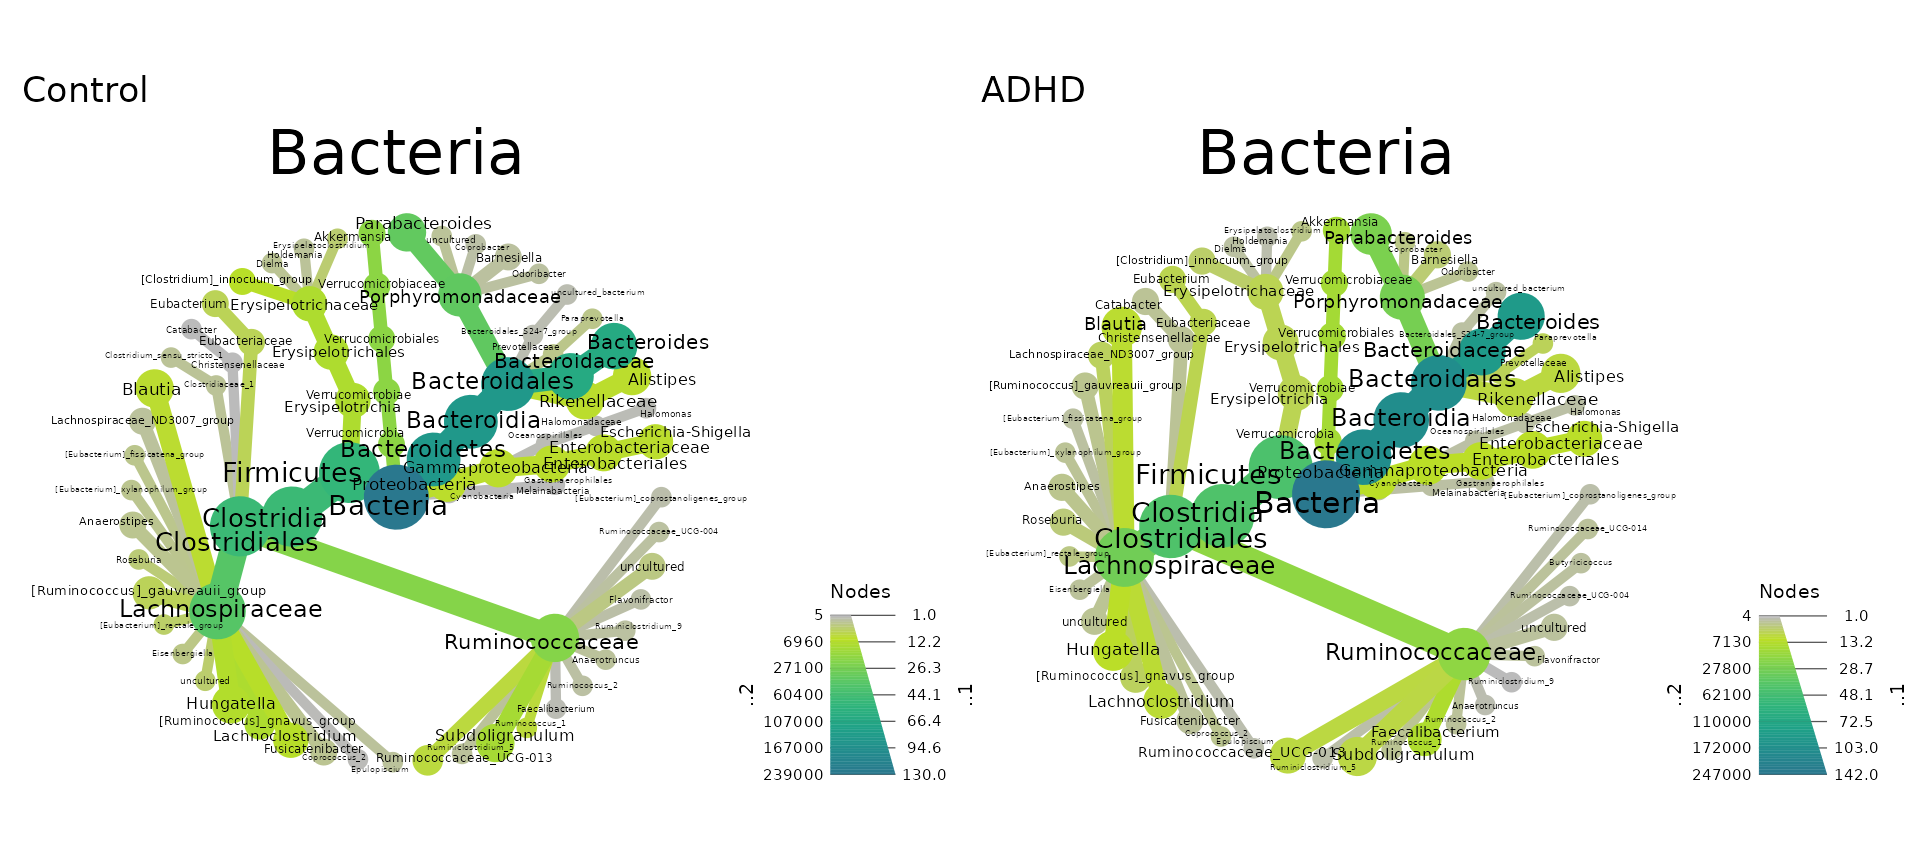 Control
Bacteria
Parabacteroides
Akkermansia
uncultured
Erysipelatoclostridium
Coprobacter
Holdemania
Barnesiella
Dielma
Odoribacter
[Clostridium]_innocuum_group
Verrucomicrobiaceae
uncultured_bacterium
Porphyromonadaceae
Eubacterium
Erysipelotrichaceae
Paraprevotella
Catabacter
Bacteroidales_S24-7_group
Eubacteriaceae
Verrucomicrobiales
Bacteroides
Prevotellaceae
Clostridium_sensu_stricto_1
Erysipelotrichales
Bacteroidaceae
Christensenellaceae
Bacteroidales
Alistipes
Clostridiaceae_1
Blautia
Verrucomicrobiae
Rikenellaceae
Erysipelotrichia
Halomonas
Lachnospiraceae_ND3007_group
Bacteroidia
Halomonadaceae
Verrucomicrobia
Oceanospirillales
Escherichia-Shigella
Bacteroidetes
Enterobacteriaceae
[Eubacterium]_fissicatena_group
Enterobacteriales
Gammaproteobacteria
Firmicutes
Gastranaerophilales
Proteobacteria
[Eubacterium]_xylanophilum_group
Melainabacteria
Cyanobacteria
[Eubacterium]_coprostanoligenes_group
Bacteria
Clostridia
Anaerostipes
Ruminococcaceae_UCG-004
Clostridiales
Roseburia
uncultured
[Ruminococcus]_gauvreauii_group
Flavonifractor
Lachnospiraceae
[Eubacterium]_rectale_group
Ruminiclostridium_9
Ruminococcaceae
Eisenbergiella
Anaerotruncus
uncultured
Ruminococcus_2
Hungatella
Faecalibacterium
[Ruminococcus]_gnavus_group
Ruminococcus_1
Lachnoclostridium
Subdoligranulum
Fusicatenibacter
Ruminiclostridium_5
Coprococcus_2
Ruminococcaceae_UCG-013
Epulopiscium
Nodes
5 1.0
6960 12.2
27100 26.3
60400 44.1
107000 66.4
167000 94.6
239000 130.0
..2
..1
ADHD
Bacteria
Akkermansia
Erysipelatoclostridium
Parabacteroides
Holdemania
Dielma
Coprobacter
[Clostridium]_innocuum_group
Barnesiella
Odoribacter
Eubacterium
Verrucomicrobiaceae
uncultured_bacterium
Erysipelotrichaceae
Porphyromonadaceae
Catabacter
Blautia
Eubacteriaceae
Bacteroides
Verrucomicrobiales
Bacteroidales_S24-7_group
Christensenellaceae
Paraprevotella
Erysipelotrichales
Bacteroidaceae
Lachnospiraceae_ND3007_group
Prevotellaceae
Bacteroidales
Alistipes
[Ruminococcus]_gauvreauii_group
Verrucomicrobiae
Erysipelotrichia
Rikenellaceae
Halomonas
[Eubacterium]_fissicatena_group
Bacteroidia
Halomonadaceae
Verrucomicrobia
Oceanospirillales
Escherichia-Shigella
Enterobacteriaceae
[Eubacterium]_xylanophilum_group
Bacteroidetes
Enterobacteriales
Firmicutes
Proteobacteria
Gammaproteobacteria
Cyanobacteria
Gastranaerophilales
Anaerostipes
Melainabacteria
[Eubacterium]_coprostanoligenes_group
Bacteria
Clostridia
Roseburia
Ruminococcaceae_UCG-014
Clostridiales
[Eubacterium]_rectale_group
Lachnospiraceae
Butyricicoccus
Eisenbergiella
Ruminococcaceae_UCG-004
uncultured
uncultured
Hungatella
Ruminococcaceae
Flavonifractor
[Ruminococcus]_gnavus_group
Ruminiclostridium_9
Lachnoclostridium
Anaerotruncus
Fusicatenibacter
Ruminococcus_2
Coprococcus_2
Faecalibacterium
Epulopiscium
Ruminococcus_1
Ruminococcaceae_UCG-013
Subdoligranulum
Ruminiclostridium_5
Nodes
4 1.0
7130 13.2
27800 28.7
62100 48.1
110000 72.5
172000 103.0
247000 142.0
..2
..1